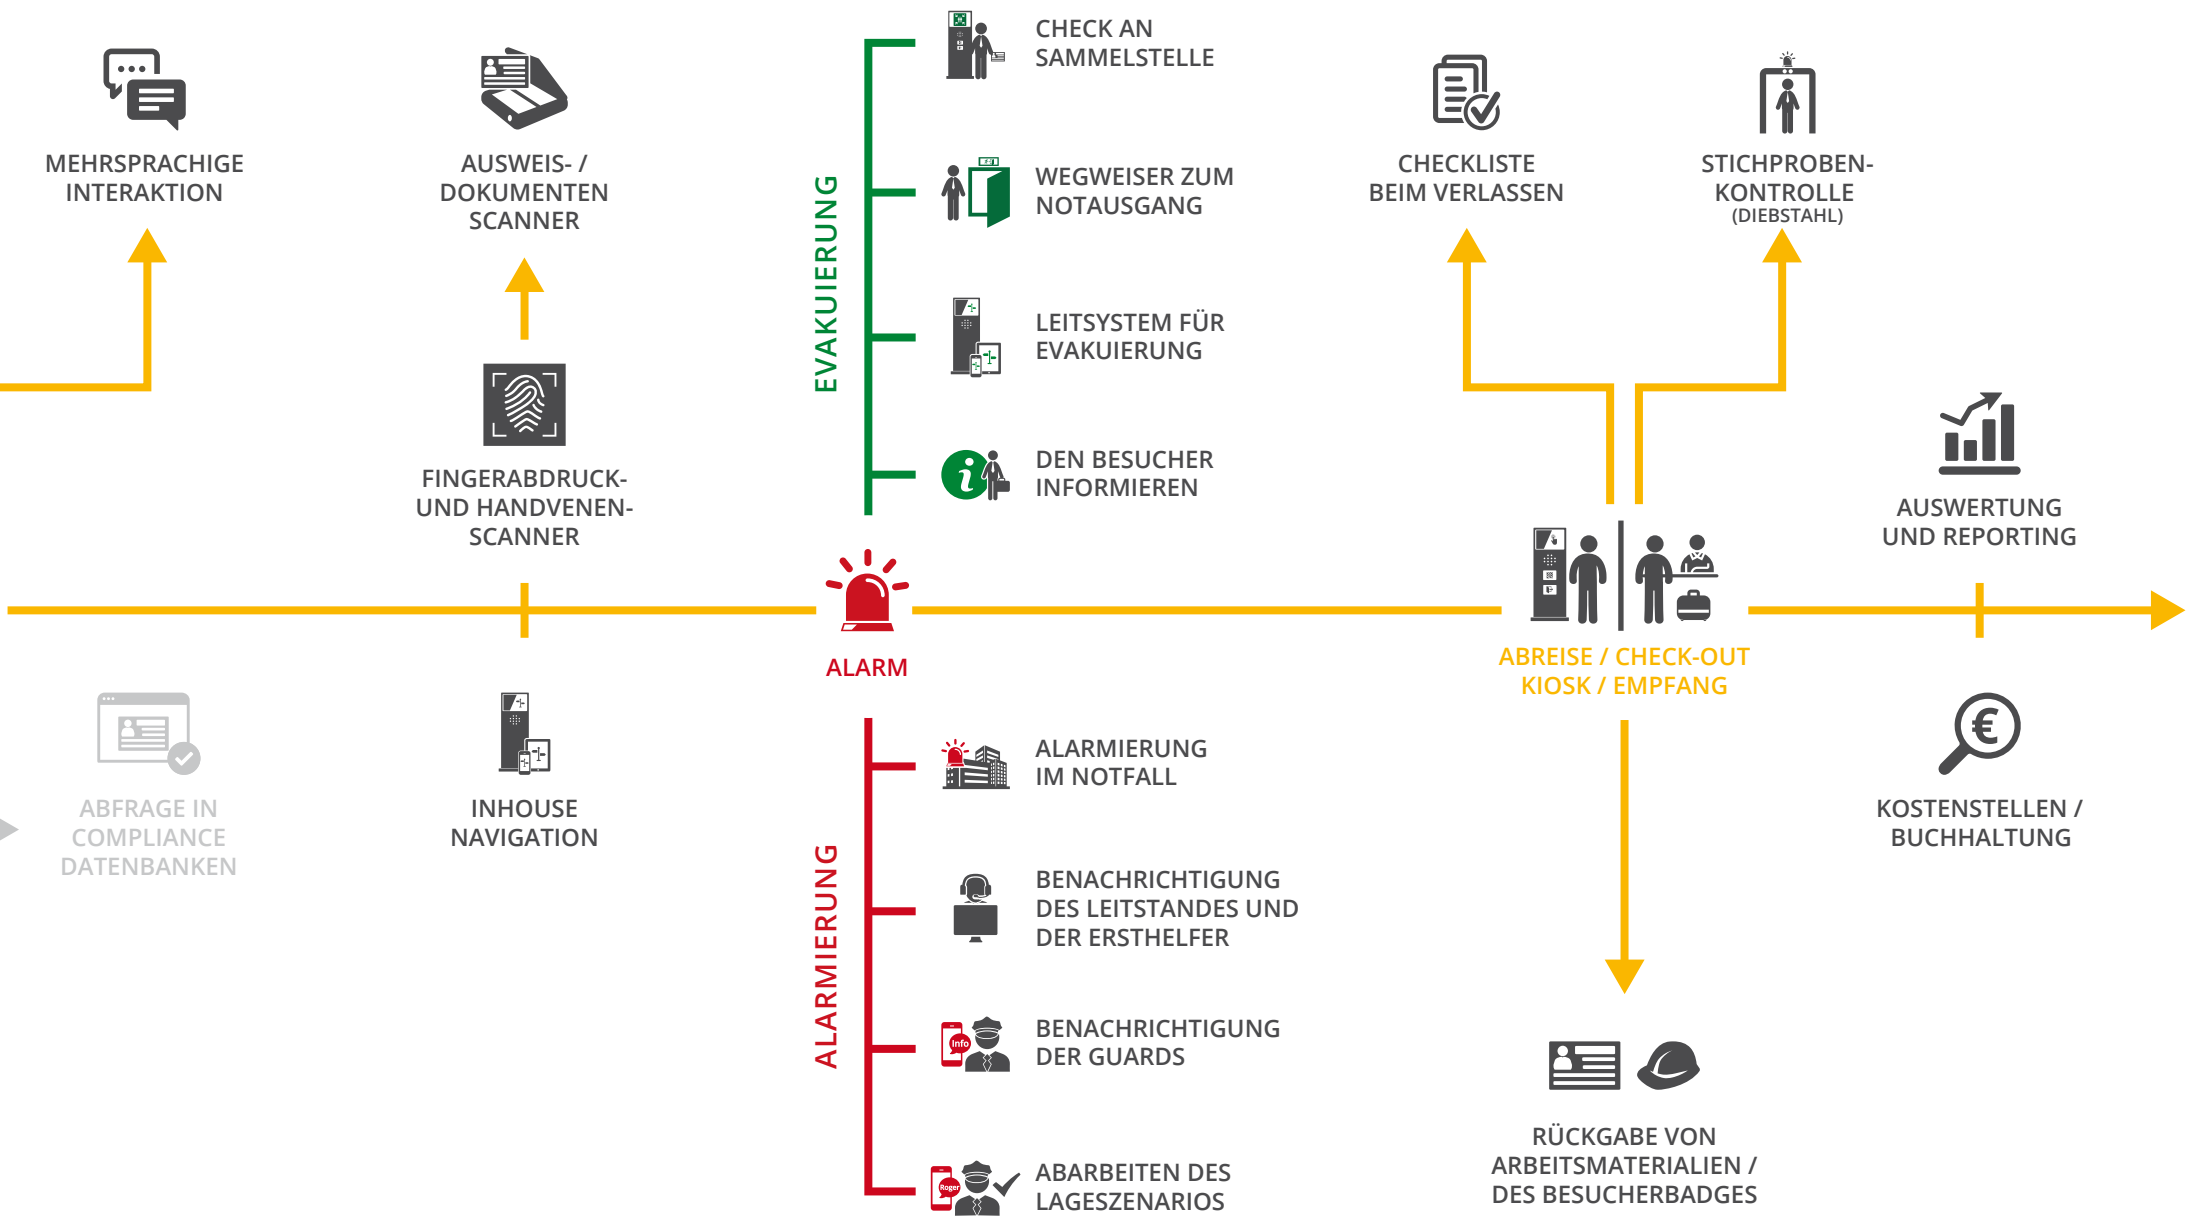 MEHRSPRACHIGE
INTERAKTION
AUSWEIS- /
DOKUMENTEN
SCANNER
FINGERABDRUCK-
UND HANDVENEN-
SCANNER
ABFRAGE IN
COMPLIANCE
DATENBANKEN
INHOUSE
NAVIGATION
EVAKUIERUNG
CHECK AN
SAMMELSTELLE
WEGWEISER ZUM
NOTAUSGANG
LEITSYSTEM FÜR
EVAKUIERUNG
DEN BESUCHER
INFORMIEREN
ALARM
ALARMIERUNG
ALARMIERUNG
IM NOTFALL
BENACHRICHTIGUNG
DES LEITSTANDES UND
DER ERSTHELFER
Info
BENACHRICHTIGUNG
DER GUARDS
Roger
ABARBEITEN DES
LAGESZENARIOS
CHECKLISTE
BEIM VERLASSEN
STICHPROBEN-
KONTROLLE
(DIEBSTAHL)
ABREISE / CHECK-OUT
KIOSK / EMPFANG
RÜCKGABE VON
ARBEITSMATERIALIEN /
DES BESUCHERBADGES
AUSWERTUNG
UND REPORTING
€
KOSTENSTELLEN /
BUCHHALTUNG